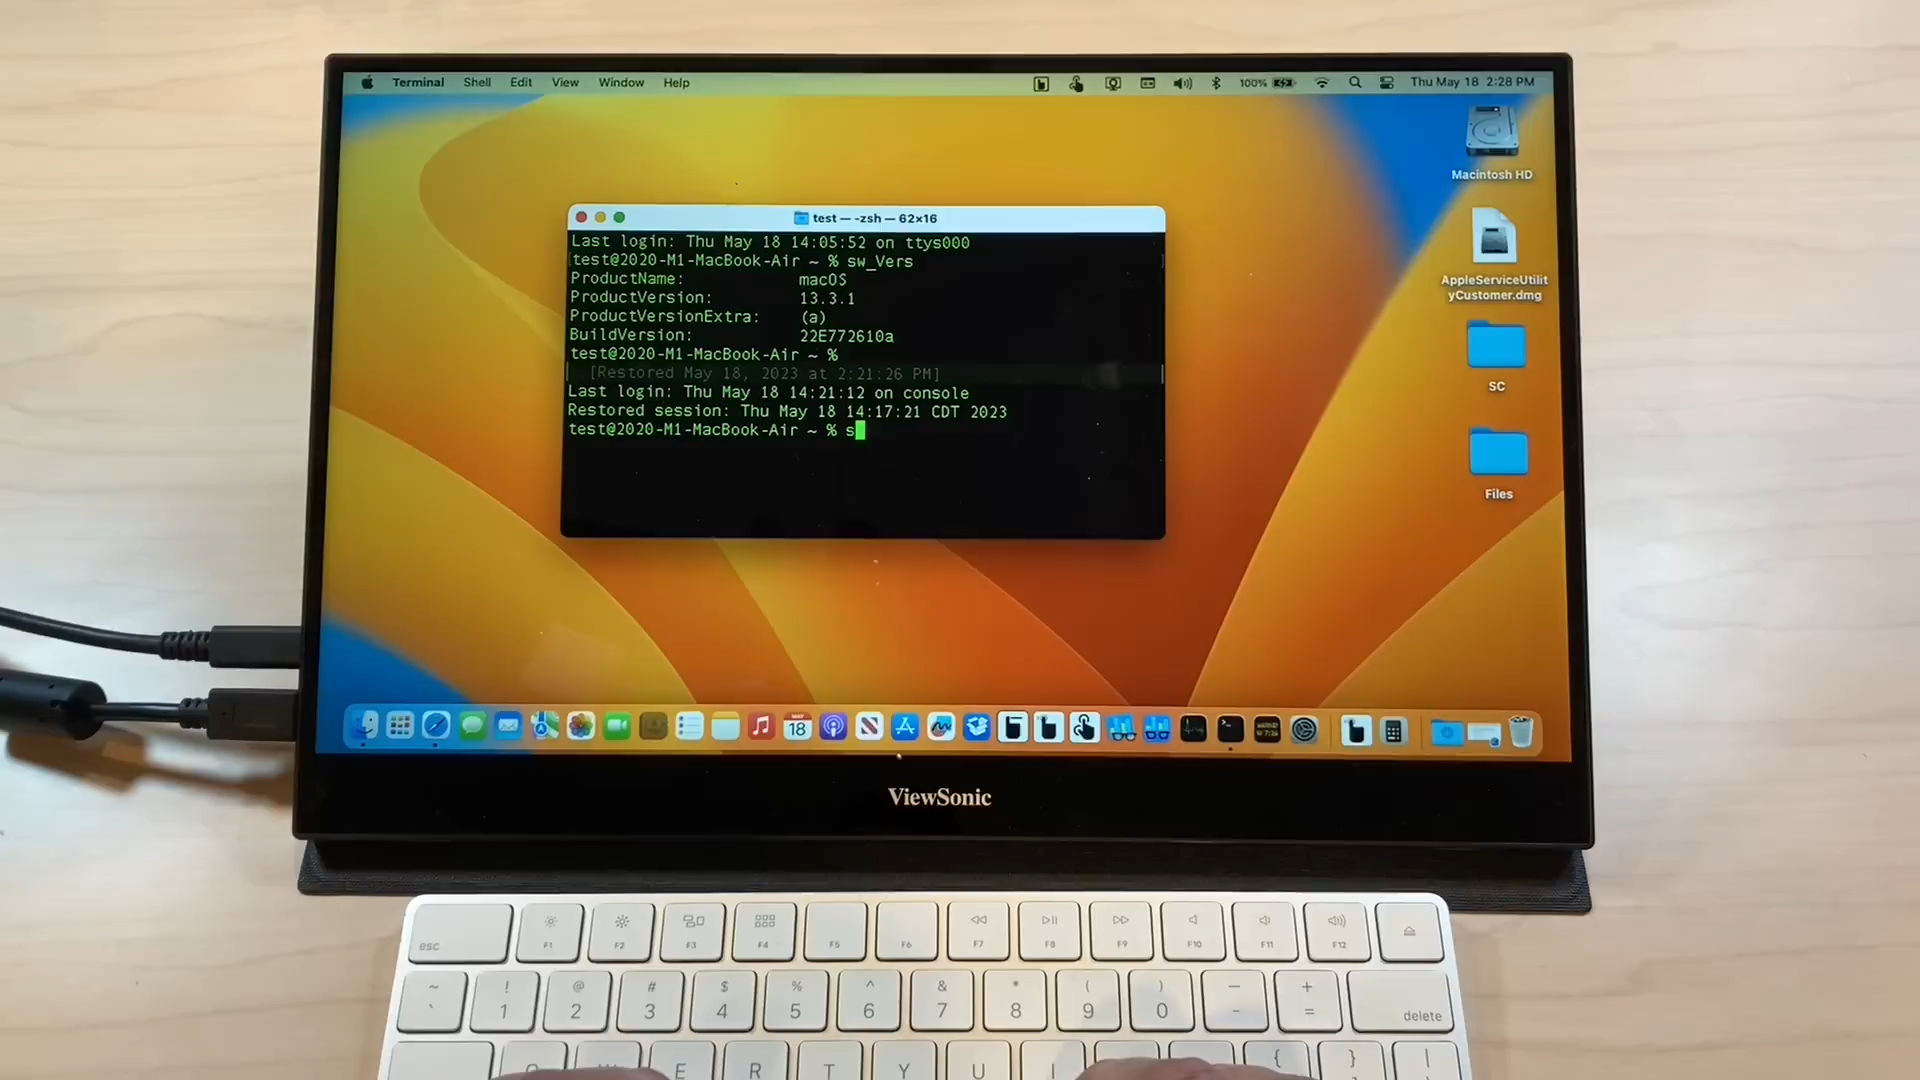 Terminal Shell Edit View Window Help 100% Thu May 18 2:28 PM
Macintosh HD
test — -zsh — 62×16
Last login: Thu May 18 14:05:52 on ttys000
test@2020-M1-MacBook-Air ~ % sw_Vers
ProductName: macOS
ProductVersion: 13.3.1
ProductVersionExtra: (a)
BuildVersion: 22E772610a
test@2020-M1-MacBook-Air ~ %
[Restored May 18, 2023 at 2:21:26 PM]
Last login: Thu May 18 14:21:12 on console
Restored session: Thu May 18 14:17:21 CDT 2023
test@2020-M1-MacBook-Air ~ % s
AppleServiceUtilit
yCustomer.dmg
SC
Files
18
ViewSonic
esc F1 F2 F3 F4 F5 F6 F7 F8 F9 F10 F11 F12
~ ! @ # $ % ^ & * ( ) — +
` 1 2 3 4 5 6 7 8 9 0 - = delete
E R T Y U { } |